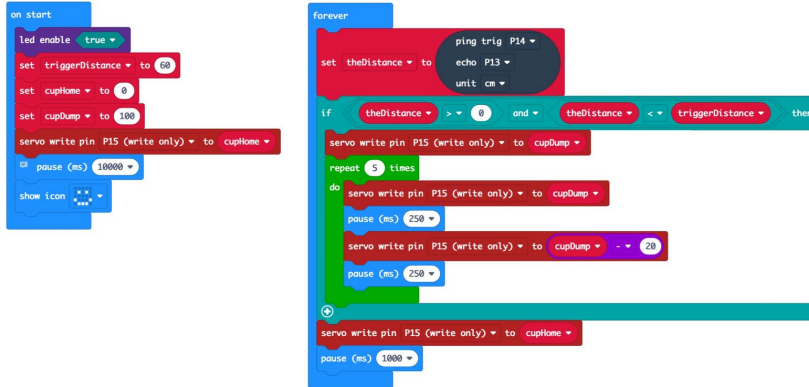 on start
led enable true
set triggerDistance to 60
set cupHome to 0
set cupDump to 100
servo write pin P15 (write only) to cupHome
pause (ms) 10000
show icon
forever
ping trig P14
set theDistance to echo P13
unit cm
if theDistance > 0 and theDistance < triggerDistance then
servo write pin P15 (write only) to cupDump
repeat 5 times
do servo write pin P15 (write only) to cupDump
pause (ms) 250
servo write pin P15 (write only) to cupDump - 20
pause (ms) 250
servo write pin P15 (write only) to cupHome
pause (ms) 1000